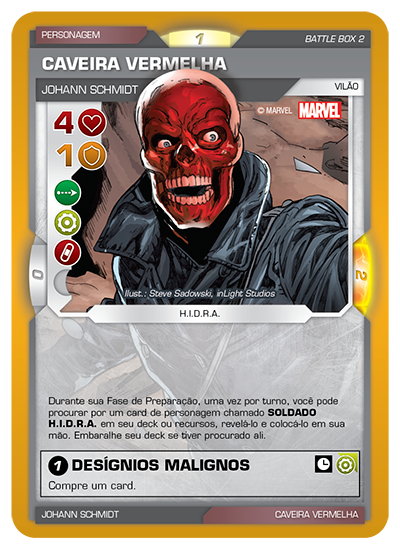 PERSONAGEM
1
BATTLE BOX 2
CAVEIRA VERMELHA
JOHANN SCHMIDT
VILÃO
4
© MARVEL MARVEL
1
0
2
Ilust.: Steve Sadowski, inLight Studios
H.I.D.R.A.
Durante sua Fase de Preparação, uma vez por turno, você pode
procurar por um card de personagem chamado SOLDADO
H.I.D.R.A. em seu deck ou recursos, revelá-lo e colocá-lo em sua
mão. Embaralhe seu deck se tiver procurado ali.
1 DESÍGNIOS MALIGNOS
Compre um card.
JOHANN SCHMIDT
CAVEIRA VERMELHA